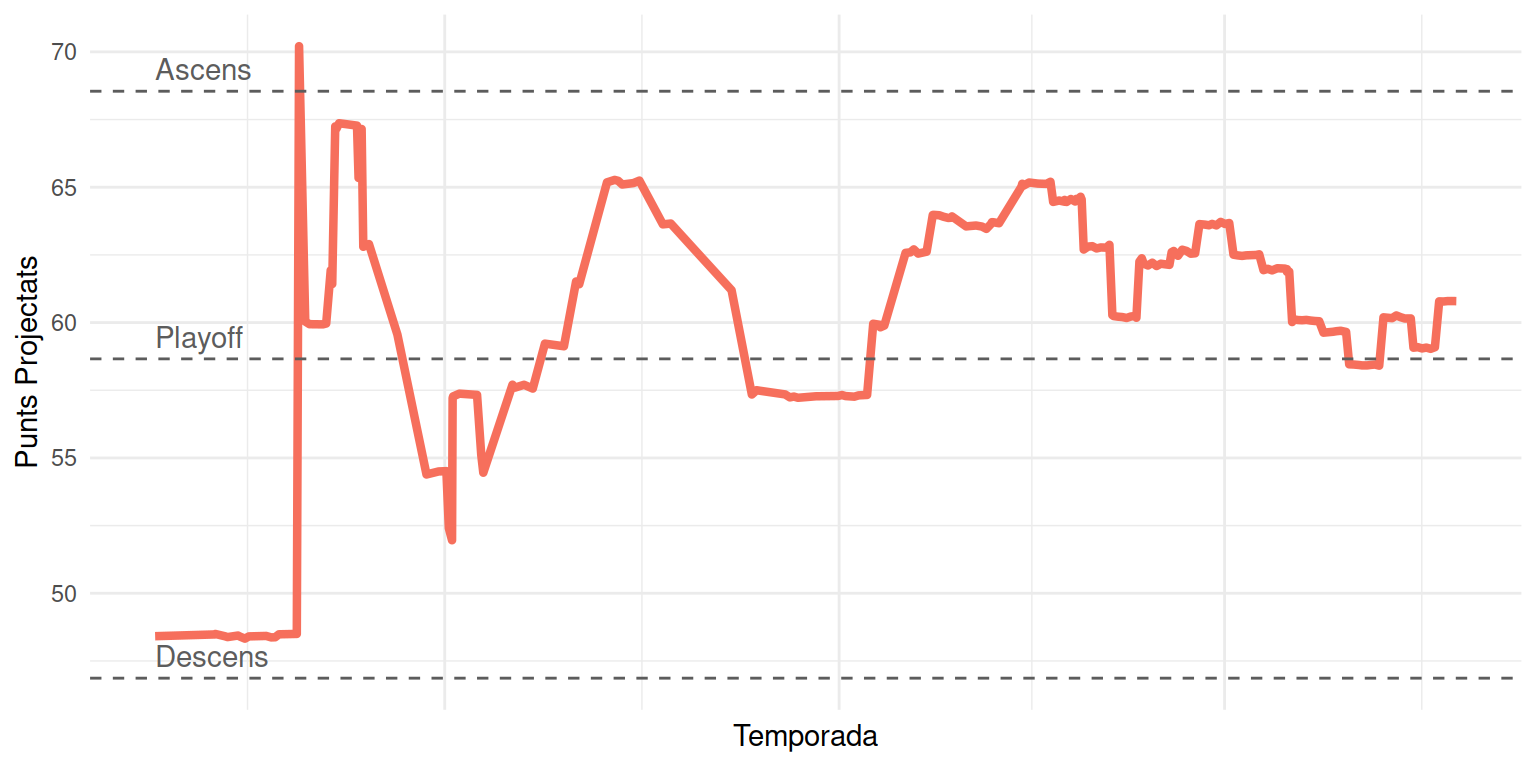 70
Ascens
65
Punts Projectats
60
Playoff
55
50
Descens
Temporada